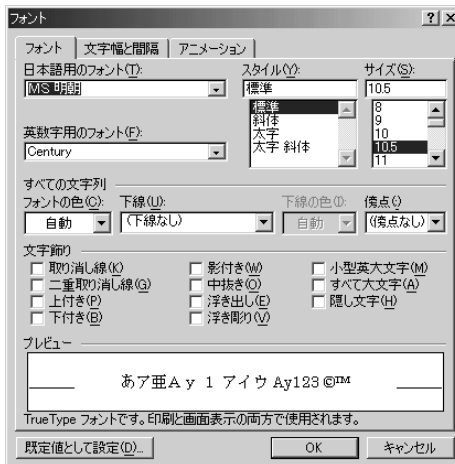 フォント
フォント 文字幅と間隔 アニメーション
日本語用のフォント(T): スタイル(Y): サイズ(S):
MS 明朝 標準 10.5
標準 8
斜体 9
太字 10
太字 斜体 10.5
11
英数字用のフォント(F):
Century
すべての文字列
フォントの色(C): 下線(U): 下線の色(I): 傍点(·)
自動 (下線なし) 自動 (傍点なし)
文字飾り
取り消し線(K) 影付き(W) 小型英大文字(M)
二重取り消し線(G) 中抜き(O) すべて大文字(A)
上付き(P) 浮き出し(E) 隠し文字(H)
下付き(B) 浮き彫り(V)
プレビュー
あア亜Ay 1 アイウ Ay123 ©™
TrueType フォントです。印刷と画面表示の両方で使用されます。
既定値として設定(D)... OK キャンセル